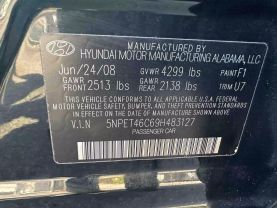 HYUNDAI MOTOR MANUFACTURING ALABAMA, LLC
Jun/24/08 GVWR 4299 lbs PAINT F1
GAWR FRONT 2513 lbs GAWR REAR 2138 lbs TRIM U7
THIS VEHICLE CONFORMS TO ALL APPLICABLE FEDERAL
MOTOR VEHICLE SAFETY, BUMPER, AND THEFT
PREVENTION STANDARDS IN EFFECT ON THE DATE OF
MANUFACTURE SHOWN ABOVE.
V.I.N 5NPET46C69H483127
PASSENGER CAR